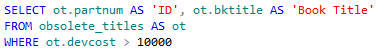 SELECT ot.partnum AS 'ID', ot.bktitle AS 'Book Title'
FROM obsolete_titles AS ot
WHERE ot.devcost > 10000